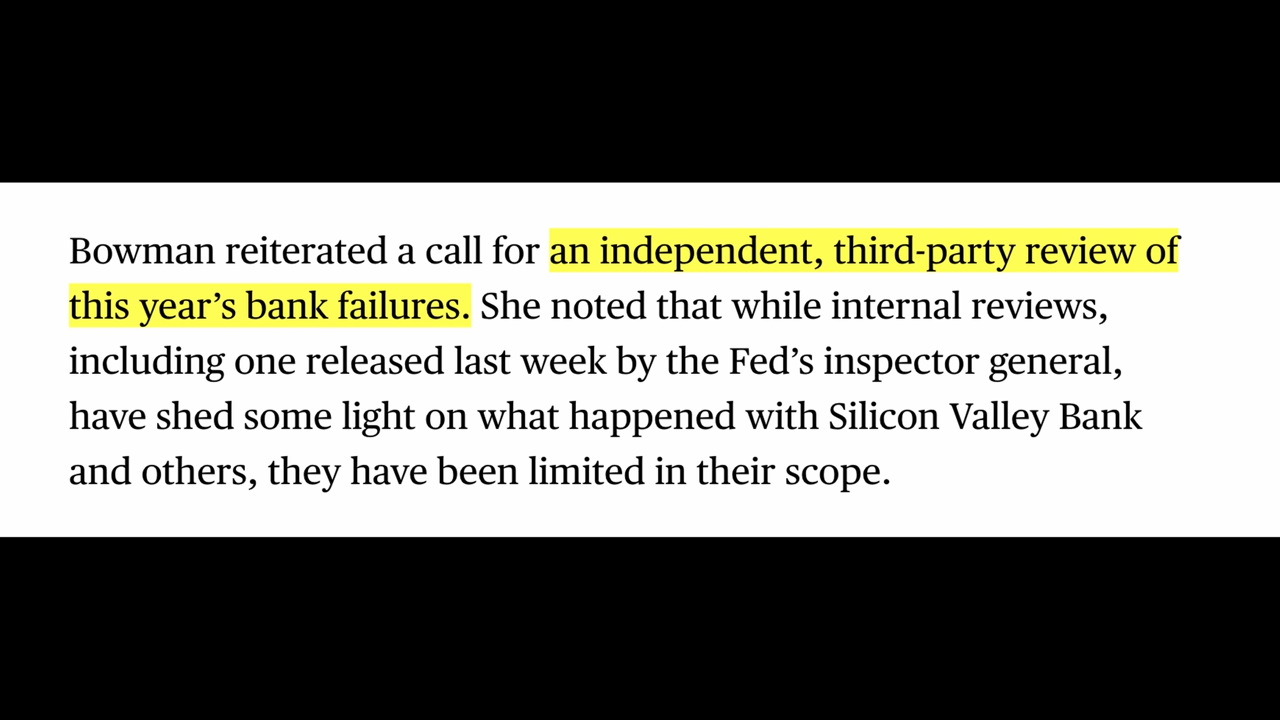 Bowman reiterated a call for an independent, third-party review of
this year’s bank failures. She noted that while internal reviews,
including one released last week by the Fed’s inspector general,
have shed some light on what happened with Silicon Valley Bank
and others, they have been limited in their scope.